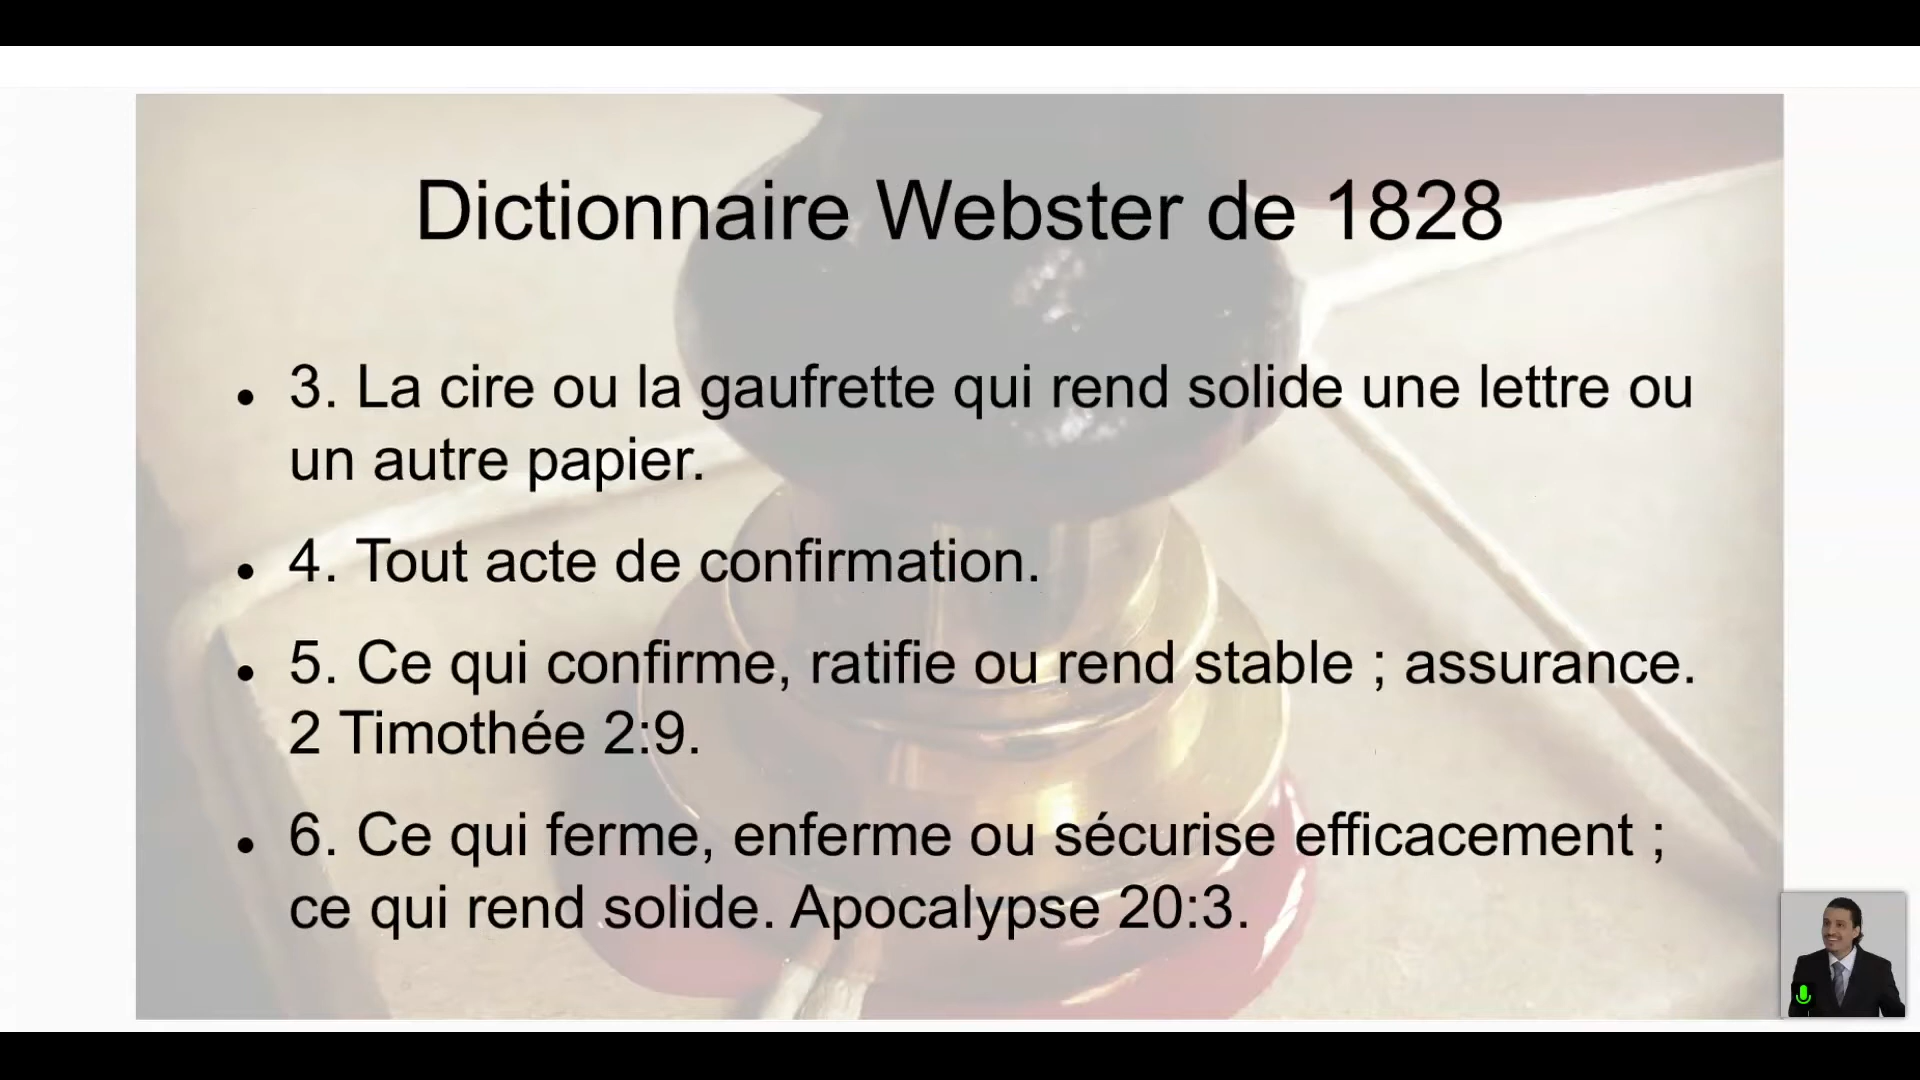 Dictionnaire Webster de 1828
• 3. La cire ou la gaufrette qui rend solide une lettre ou
un autre papier.
• 4. Tout acte de confirmation.
• 5. Ce qui confirme, ratifie ou rend stable ; assurance.
2 Timothée 2:9.
• 6. Ce qui ferme, enferme ou sécurise efficacement ;
ce qui rend solide. Apocalypse 20:3.